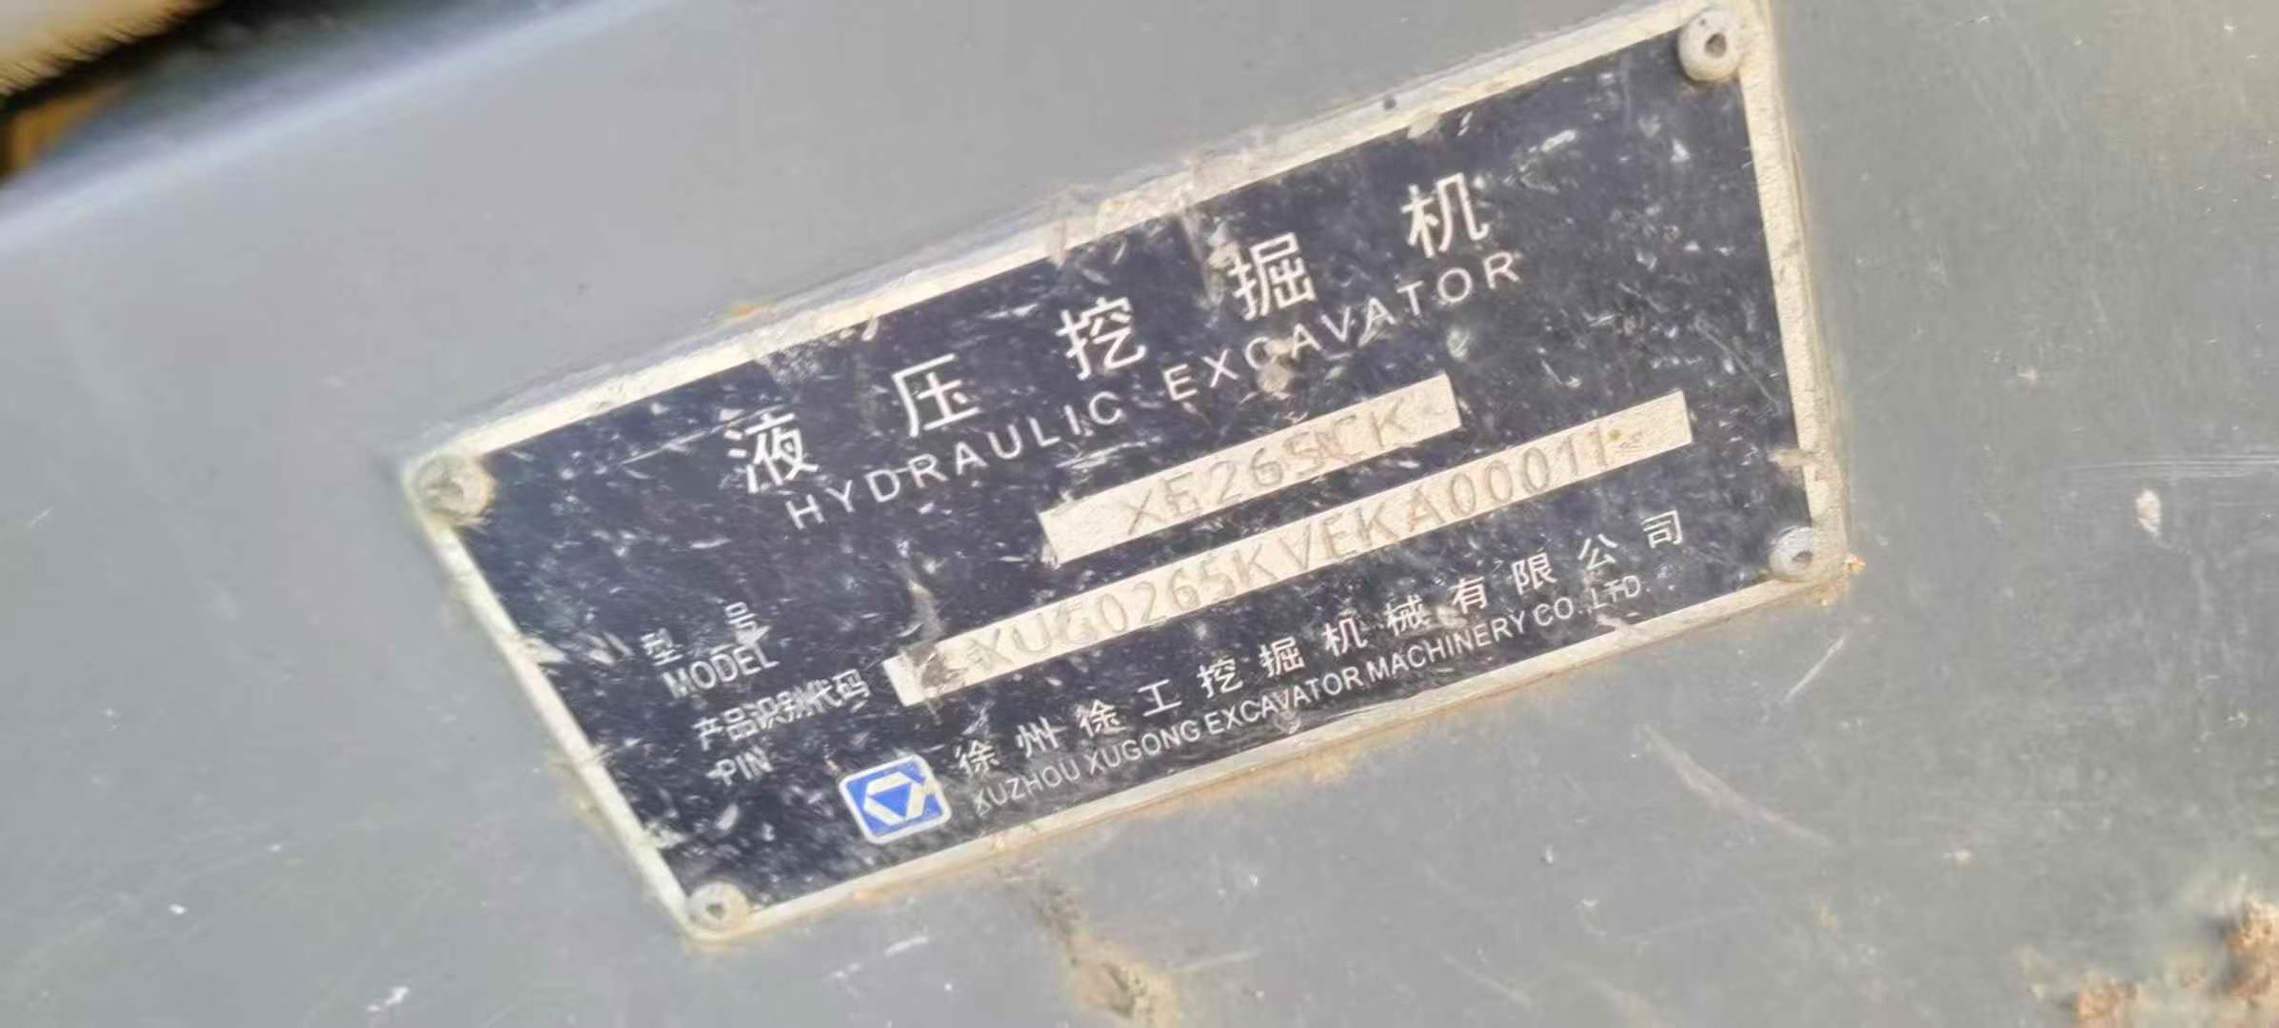 液压挖掘机
HYDRAULIC EXCAVATOR
型号 XE265CK
MODEL
产品识别代码 XUG0265KVEKA00011
PIN
徐州徐工挖掘机械有限公司
XUZHOU XUGONG EXCAVATOR MACHINERY CO.,LTD.